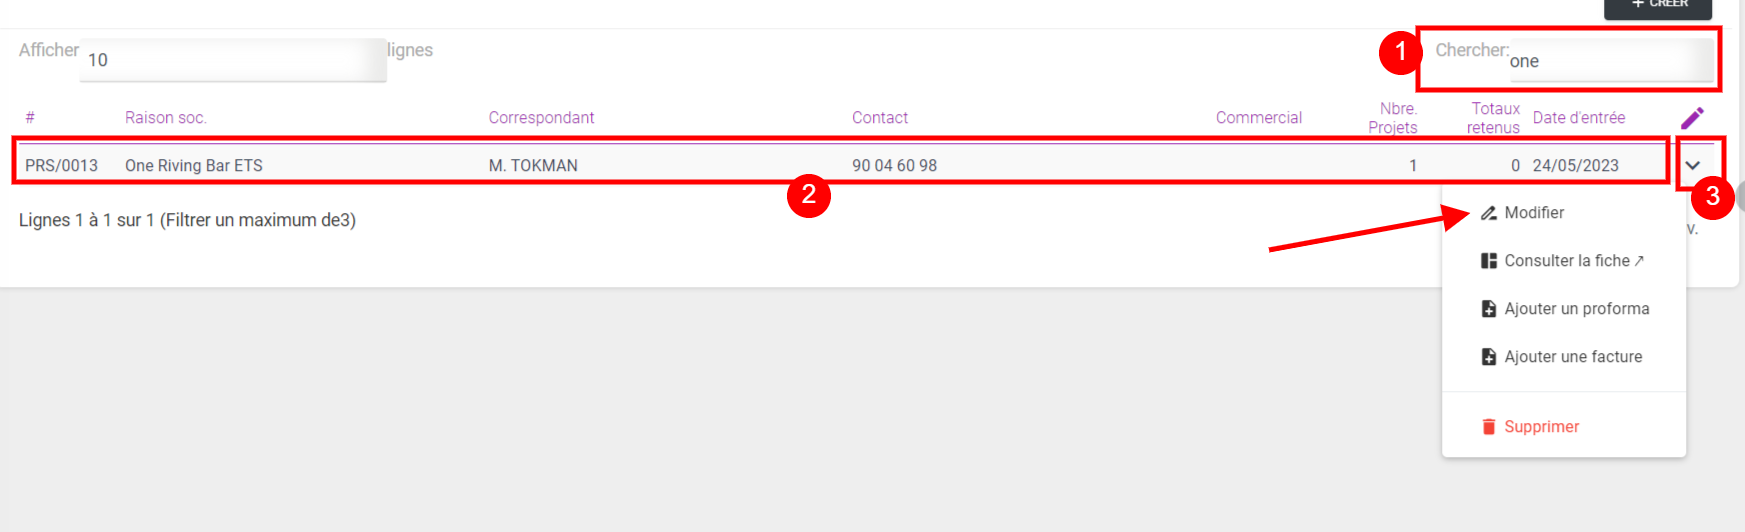 + CRÉER
Afficher 10 lignes
1
Chercher: one
# Raison soc. Correspondant Contact Commercial Nbre. Projets Totaux retenus Date d'entrée
PRS/0013 One Riving Bar ETS M. TOKMAN 90 04 60 98 1 0 24/05/2023
2
3
Lignes 1 à 1 sur 1 (Filtrer un maximum de3)
v.
Modifier
Consulter la fiche ↗
Ajouter un proforma
Ajouter une facture
Supprimer